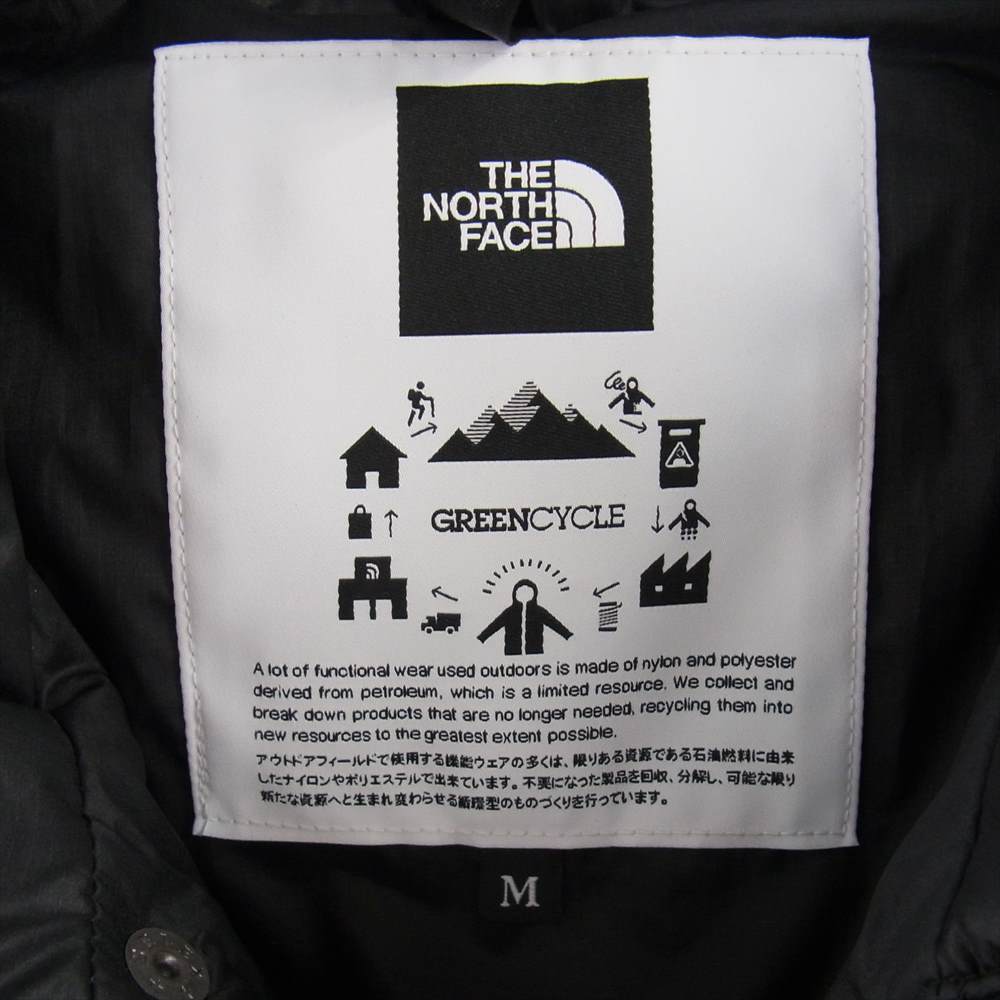 THE
NORTH
FACE
GREENCYCLE
A lot of functional wear used outdoors is made of nylon and polyester
derived from petroleum, which is a limited resource. We collect and
break down products that are no longer needed, recycling them into
new resources to the greatest extent possible.
アウトドアフィールドで使用する機能ウェアの多くは、限りある資源である石油燃料に由来
したナイロンやポリエステルで出来ています。不要になった製品を回収、分解し、可能な限り
新たな資源へと生まれ変わらせる循環型のものづくりを行っています。
M